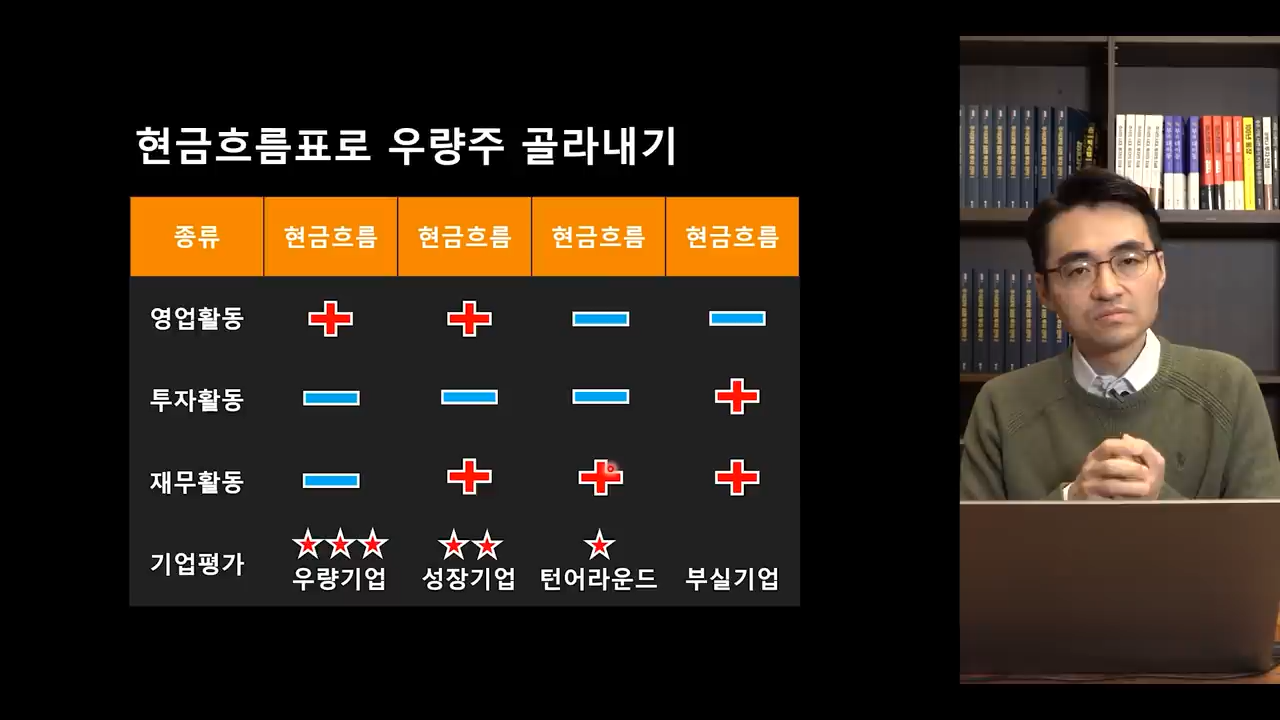 현금흐름표로 우량주 골라내기
종류 현금흐름 현금흐름 현금흐름 현금흐름
영업활동
투자활동
재무활동
기업평가 우량기업 성장기업 턴어라운드 부실기업